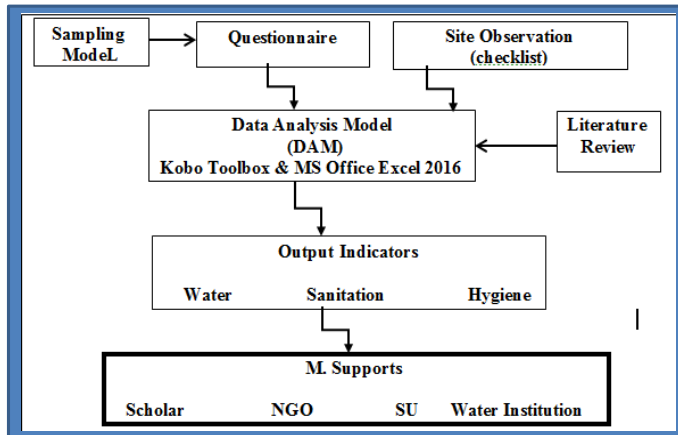 Sampling
ModeL
Questionnaire
Site Observation
(checklist)
Data Analysis Model
(DAM)
Kobo Toolbox & MS Office Excel 2016
Literature
Review
Output Indicators
Water Sanitation Hygiene
M. Supports
Scholar NGO SU Water Institution